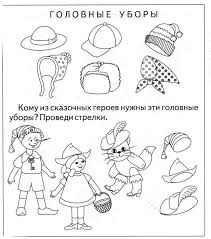 ГОЛОВНЫЕ УБОРЫ
Кому из сказочных героев нужны эти головные
уборы? Проведи стрелки.